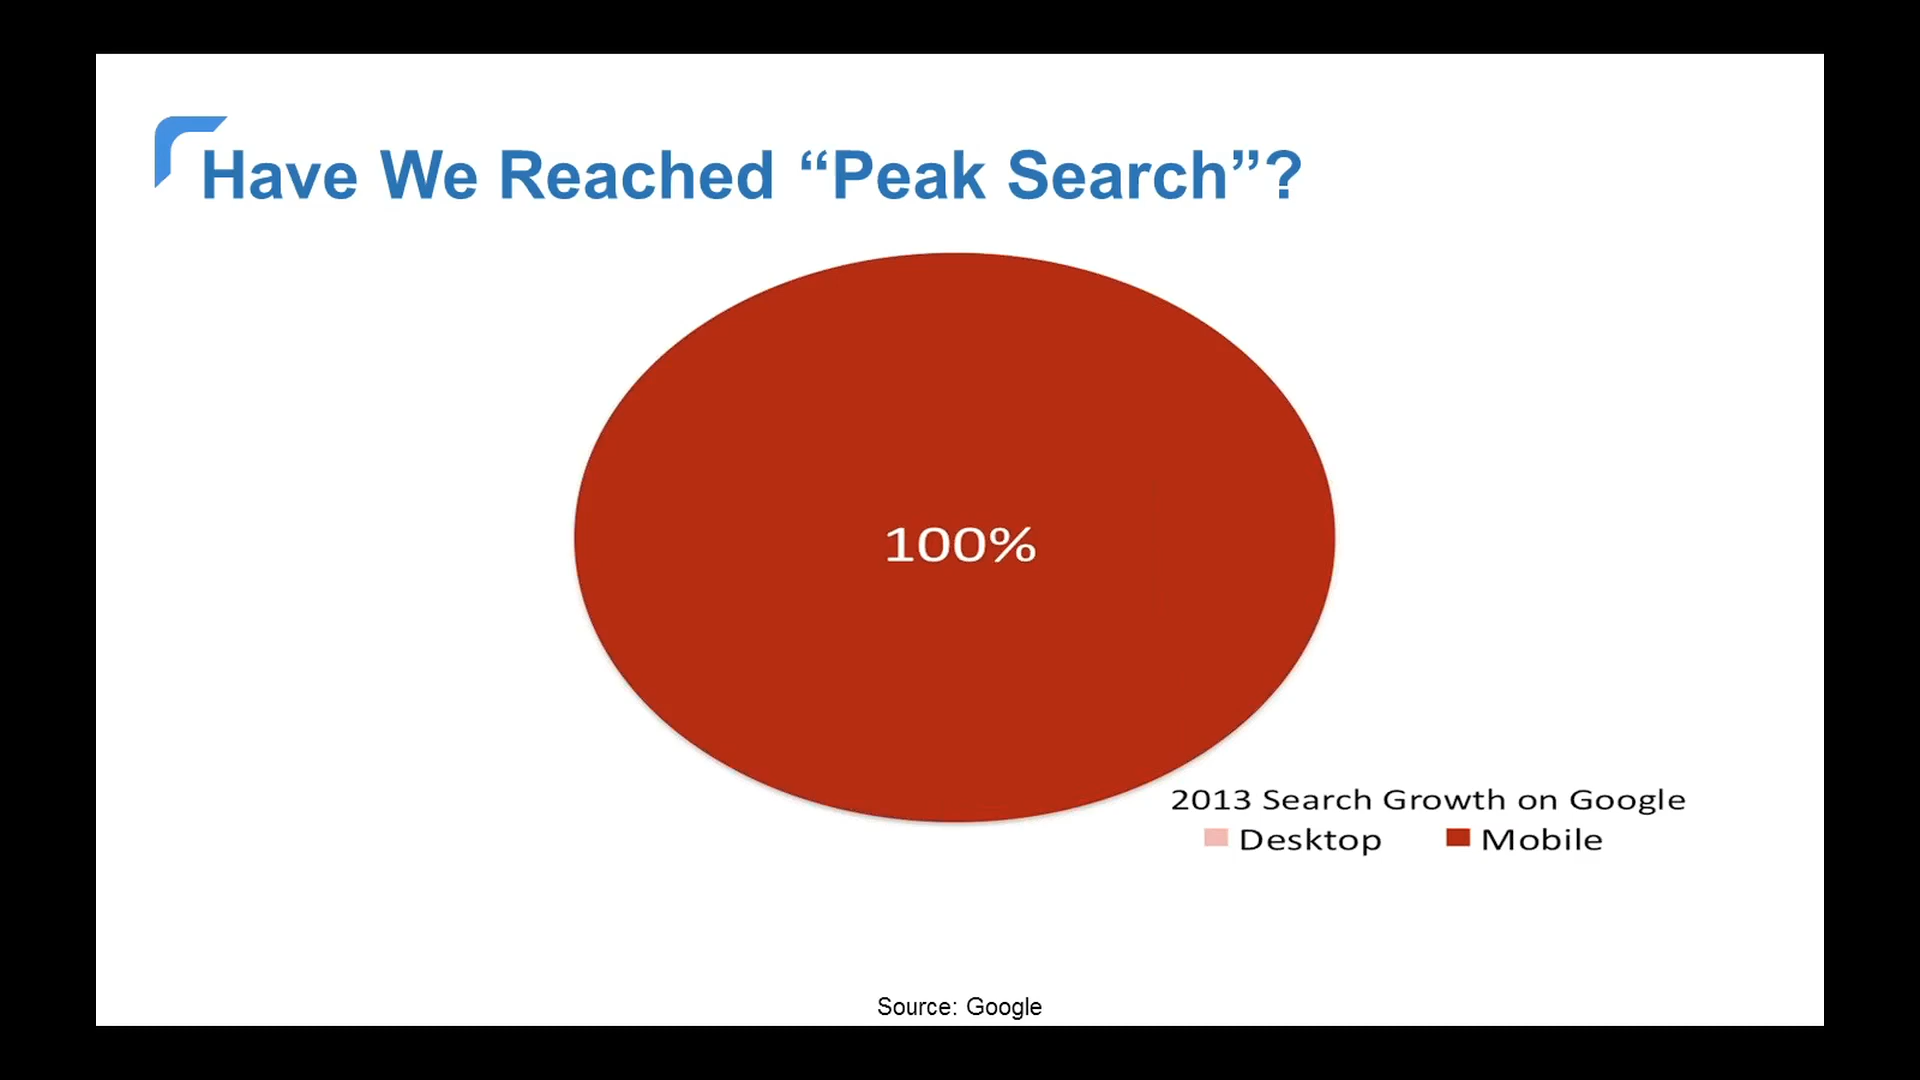 Have We Reached “Peak Search”?
100%
2013 Search Growth on Google
Desktop Mobile
Source: Google